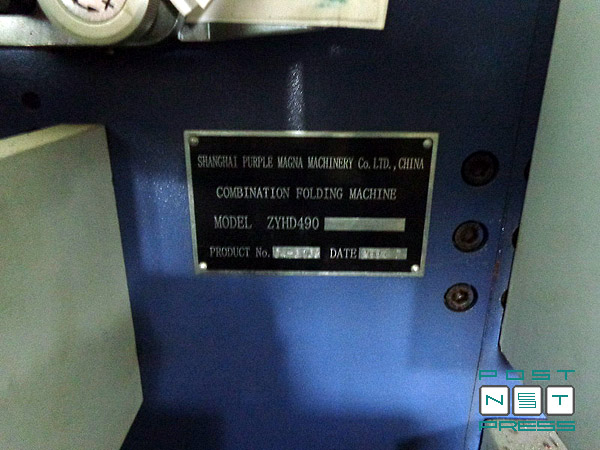 SHANGHAI PURPLE MAGNA MACHINERY Co.LTD.,CHINA
COMBINATION FOLDING MACHINE
MODEL ZYHD490
PRODUCT No. DATE
POST
NET
PRESS